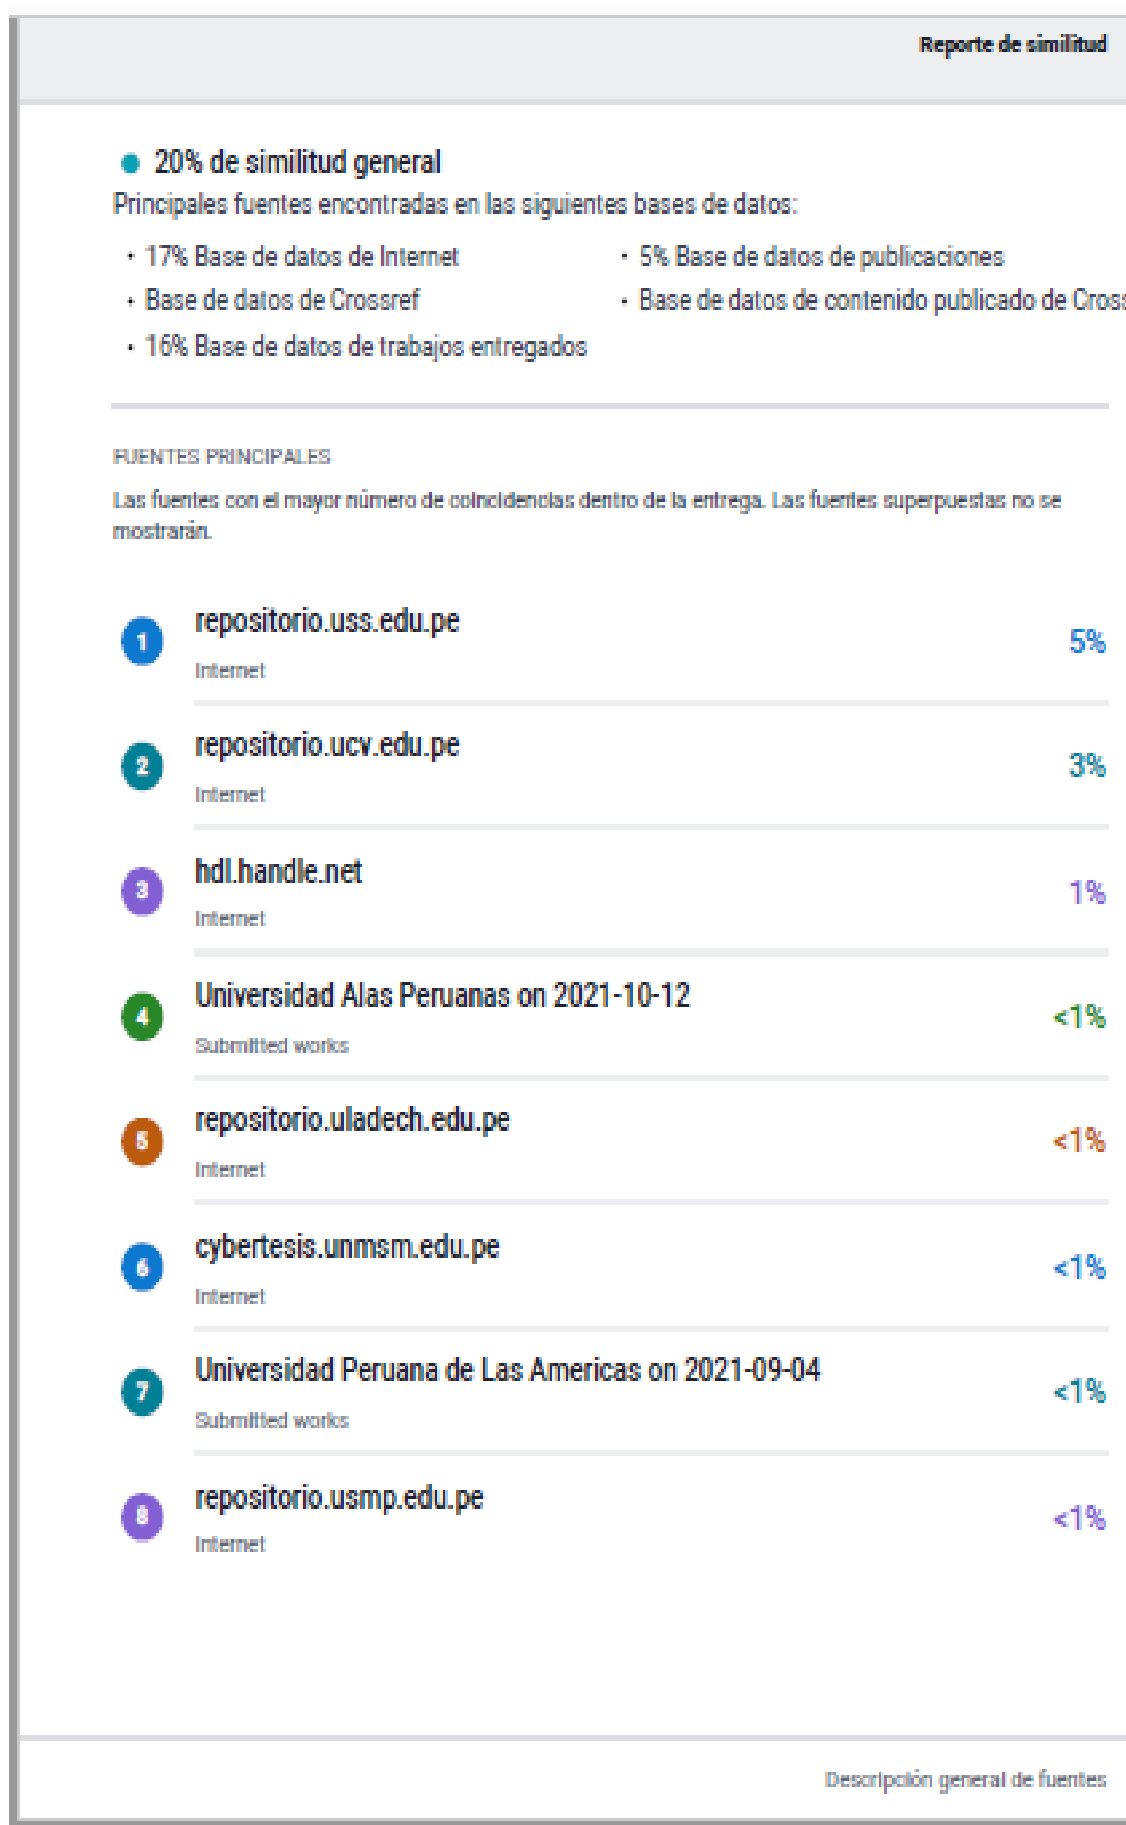 Reporte de similitud
20% de similitud general
Principales fuentes encontradas en las siguientes bases de datos:
• 17% Base de datos de Internet
• 5% Base de datos de publicaciones
• Base de datos de Crossref
• Base de datos de contenido publicado de Cross
• 16% Base de datos de trabajos entregados
FUENTES PRINCIPALES
Las fuentes con el mayor número de coincidencias dentro de la entrega. Las fuentes superpuestas no se
mostrarán.
1 repositorio.uss.edu.pe 5%
Internet
2 repositorio.ucv.edu.pe 3%
Internet
3 hdl.handle.net 1%
Internet
4 Universidad Alas Peruanas on 2021-10-12 <1%
Submitted works
5 repositorio.uladech.edu.pe <1%
Internet
6 cybertesis.unmsm.edu.pe <1%
Internet
7 Universidad Peruana de Las Americas on 2021-09-04 <1%
Submitted works
8 repositorio.usmp.edu.pe <1%
Internet
Descripción general de fuentes